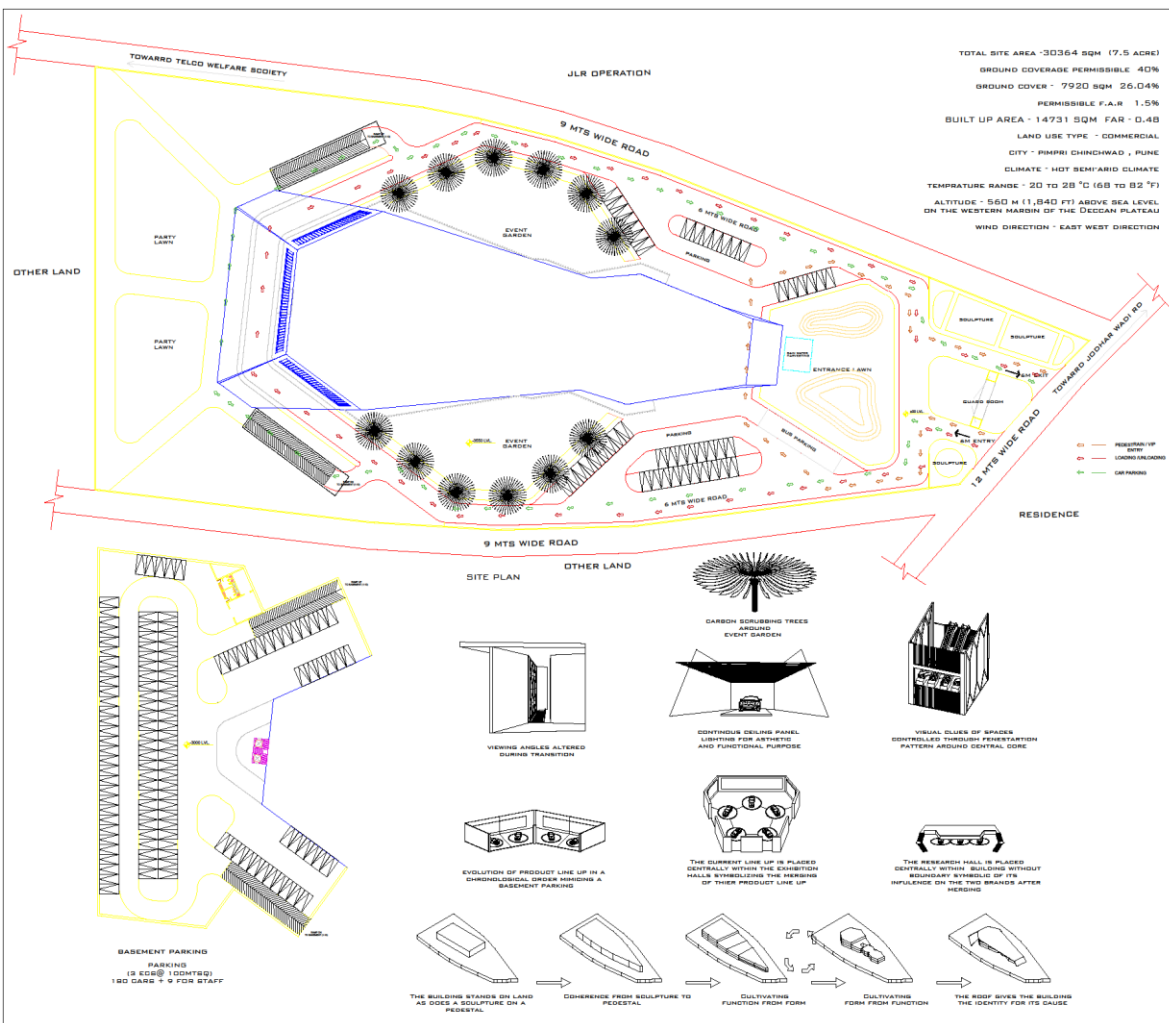 TOWARRD TELCO WELFARE SCOIETY
JLR OPERATION
9 MTS WIDE ROAD
TOTAL SITE AREA -30364 SQM (7.5 ACRE)
GROUND COVERAGE PERMISSIBLE 40%
GROUND COVER - 7920 SQM 26.04%
PERMISSIBLE F.A.R 1.5%
BUILT UP AREA - 14731 SQM FAR - 0.48
LAND USE TYPE - COMMERCIAL
CITY - PIMPRI CHINCHWAD , PUNE
CLIMATE - HOT SEMI-ARID CLIMATE
TEMPRATURE RANGE - 20 TO 28 °C (68 TO 82 °F)
ALTITUDE - 560 M (1,840 FT) ABOVE SEA LEVEL
ON THE WESTERN MARGIN OF THE DECCAN PLATEAU
WIND DIRECTION - EAST WEST DIRECTION
OTHER LAND
PARTY
LAWN
PARTY
LAWN
EVENT
GARDEN
6 MTS WIDE ROAD
PARKING
SCULPTURE
SCULPTURE
6M EXIT
TOWARRD JODHAR WADI RD
ENTRANCE LAWN
GUARD ROOM
6M ENTRY
12 MTS WIDE ROAD
SCULPTURE
BUS PARKING
EVENT
GARDEN
PARKING
6 MTS WIDE ROAD
PEDESTRAIN / VIP
ENTRY
LOADING /UNLOADING
CAR PARKING
RESIDENCE
9 MTS WIDE ROAD
OTHER LAND
SITE PLAN
CARBON SCRUBBING TREES
AROUND
EVENT GARDEN
VIEWING ANGLES ALTERED
DURING TRANSITION
CONTINOUS CEILING PANEL
LIGHTING FOR ASTHETIC
AND FUNCTIONAL PURPOSE
VISUAL CLUES OF SPACES
CONTROLLED THROUGH FENESTARTION
PATTERN AROUND CENTRAL CORE
EVOLUTION OF PRODUCT LINE UP IN A
CHRONOLOGICAL ORDER MIMICING A
BASEMENT PARKING
THE CURRENT LINE UP IS PLACED
CENTRALLY WITHIN THE EXHIBITION
HALLS SYMBOLIZING THE MERGING
OF THIER PRODUCT LINE UP
THE RESEARCH HALL IS PLACED
CENTRALLY WITHIN BUILDING WITHOUT
BOUNDARY SYMBOLIC OF ITS
INFULENCE ON THE TWO BRANDS AFTER
MERGING
BASEMENT PARKING
PARKING
(3 ECS@ 100MTSQ)
180 CARS + 9 FOR STAFF
THE BUILDING STANDS ON LAND
AS DOES A SCULPTURE ON A
PEDESTAL
COHERENCE FROM SCULPTURE TO
PEDESTAL
CULTIVATING
FUNCTION FROM FORM
CULTIVATING
FORM FROM FUNCTION
THE ROOF GIVES THE BUILDING
THE IDENTITY FOR ITS CAUSE